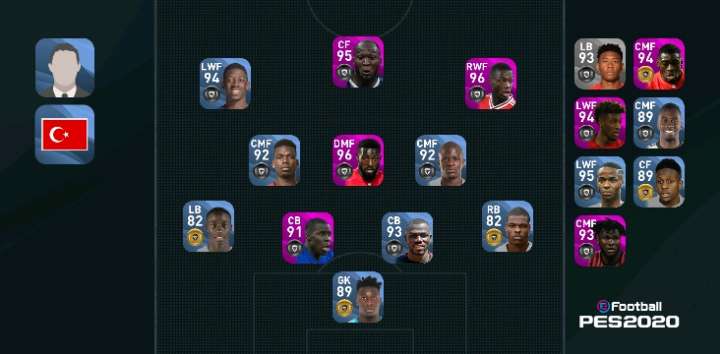 CF
95
LWF
94
RWF
96
CMF
92
DMF
96
CMF
92
LB
82
CB
91
CB
93
RB
82
GK
89
LB
93
CMF
94
LWF
94
CMF
89
LWF
95
CF
89
CMF
93
eFootball
PES2020